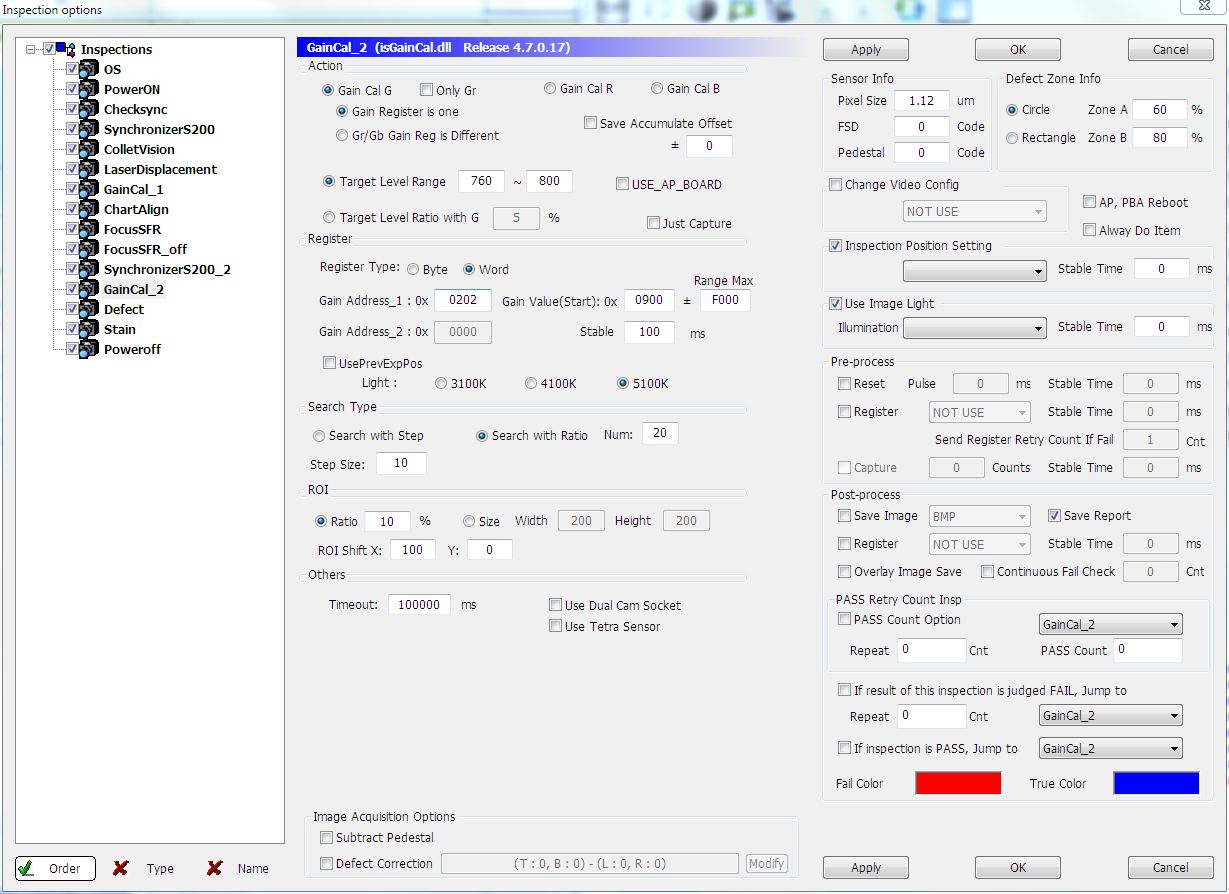 Inspection options
Inspections
OS
PowerON
Checksync
SynchronizerS200
ColletVision
LaserDisplacement
GainCal_1
ChartAlign
FocusSFR
FocusSFR_off
SynchronizerS200_2
GainCal_2
Defect
Stain
Poweroff
Order Type Name
GainCal_2 (isGainCal.dll Release 4.7.0.17)
Action
Gain Cal G Only Gr Gain Cal R Gain Cal B
Gain Register is one
Save Accumulate Offset
Gr/Gb Gain Reg is Different
± 0
Target Level Range 760 ~ 800 USE_AP_BOARD
Target Level Ratio with G 5 % Just Capture
Register
Register Type: Byte Word
Range Max
Gain Address_1 : 0x 0202 Gain Value(Start): 0x 0900 ± F000
Gain Address_2 : 0x 0000 Stable 100 ms
UsePrevExpPos
Light : 3100K 4100K 5100K
Search Type
Search with Step Search with Ratio Num: 20
Step Size: 10
ROI
Ratio 10 % Size Width 200 Height 200
ROI Shift X: 100 Y: 0
Others
Timeout: 100000 ms Use Dual Cam Socket
Use Tetra Sensor
Image Acquisition Options
Subtract Pedestal
Defect Correction (T : 0, B : 0) - (L : 0, R : 0) Modify
Apply OK Cancel
Sensor Info
Pixel Size 1.12 um
FSD 0 Code
Pedestal 0 Code
Defect Zone Info
Circle Zone A 60 %
Rectangle Zone B 80 %
Change Video Config
NOT USE
AP, PBA Reboot
Alway Do Item
Inspection Position Setting
Stable Time 0 ms
Use Image Light
Illumination Stable Time 0 ms
Pre-process
Reset Pulse 0 ms Stable Time 0 ms
Register NOT USE Stable Time 0 ms
Send Register Retry Count If Fail 1 Cnt
Capture 0 Counts Stable Time 0 ms
Post-process
Save Image BMP Save Report
Register NOT USE Stable Time 0 ms
Overlay Image Save Continuous Fail Check 0 Cnt
PASS Retry Count Insp
PASS Count Option GainCal_2
Repeat 0 Cnt PASS Count 0
If result of this inspection is judged FAIL, Jump to
Repeat 0 Cnt GainCal_2
If inspection is PASS, Jump to GainCal_2
Fail Color True Color
Apply OK Cancel